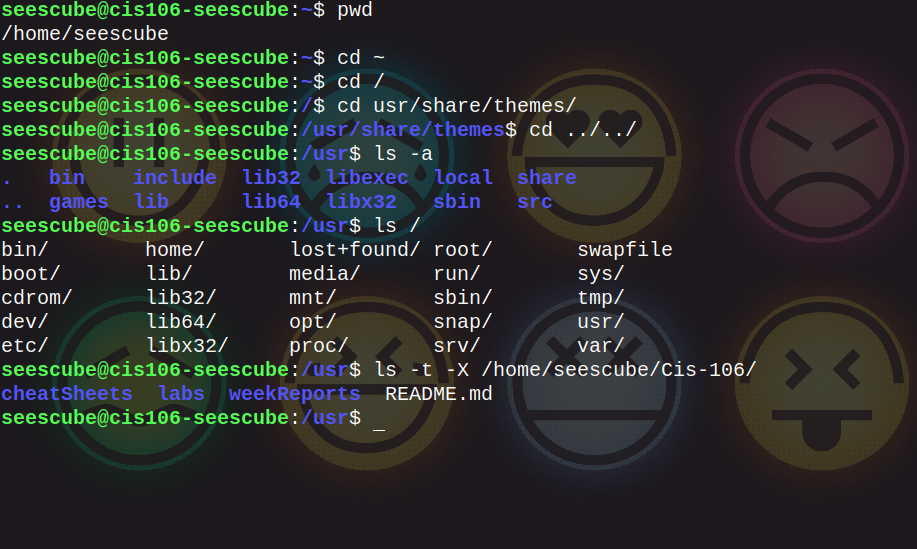 seescube@cis106-seescube:~$ pwd
/home/seescube
seescube@cis106-seescube:~$ cd ~
seescube@cis106-seescube:~$ cd /
seescube@cis106-seescube:/$ cd usr/share/themes/
seescube@cis106-seescube:/usr/share/themes$ cd ../../
seescube@cis106-seescube:/usr$ ls -a
.   bin    include  lib32  libexec  local  share
..  games  lib      lib64  libx32   sbin   src
seescube@cis106-seescube:/usr$ ls /
bin/        home/       lost+found/ root/       swapfile
boot/       lib/        media/      run/        sys/
cdrom/      lib32/      mnt/        sbin/       tmp/
dev/        lib64/      opt/        snap/       usr/
etc/        libx32/     proc/       srv/        var/
seescube@cis106-seescube:/usr$ ls -t -X /home/seescube/Cis-106/
cheatSheets  labs  weekReports  README.md
seescube@cis106-seescube:/usr$ _